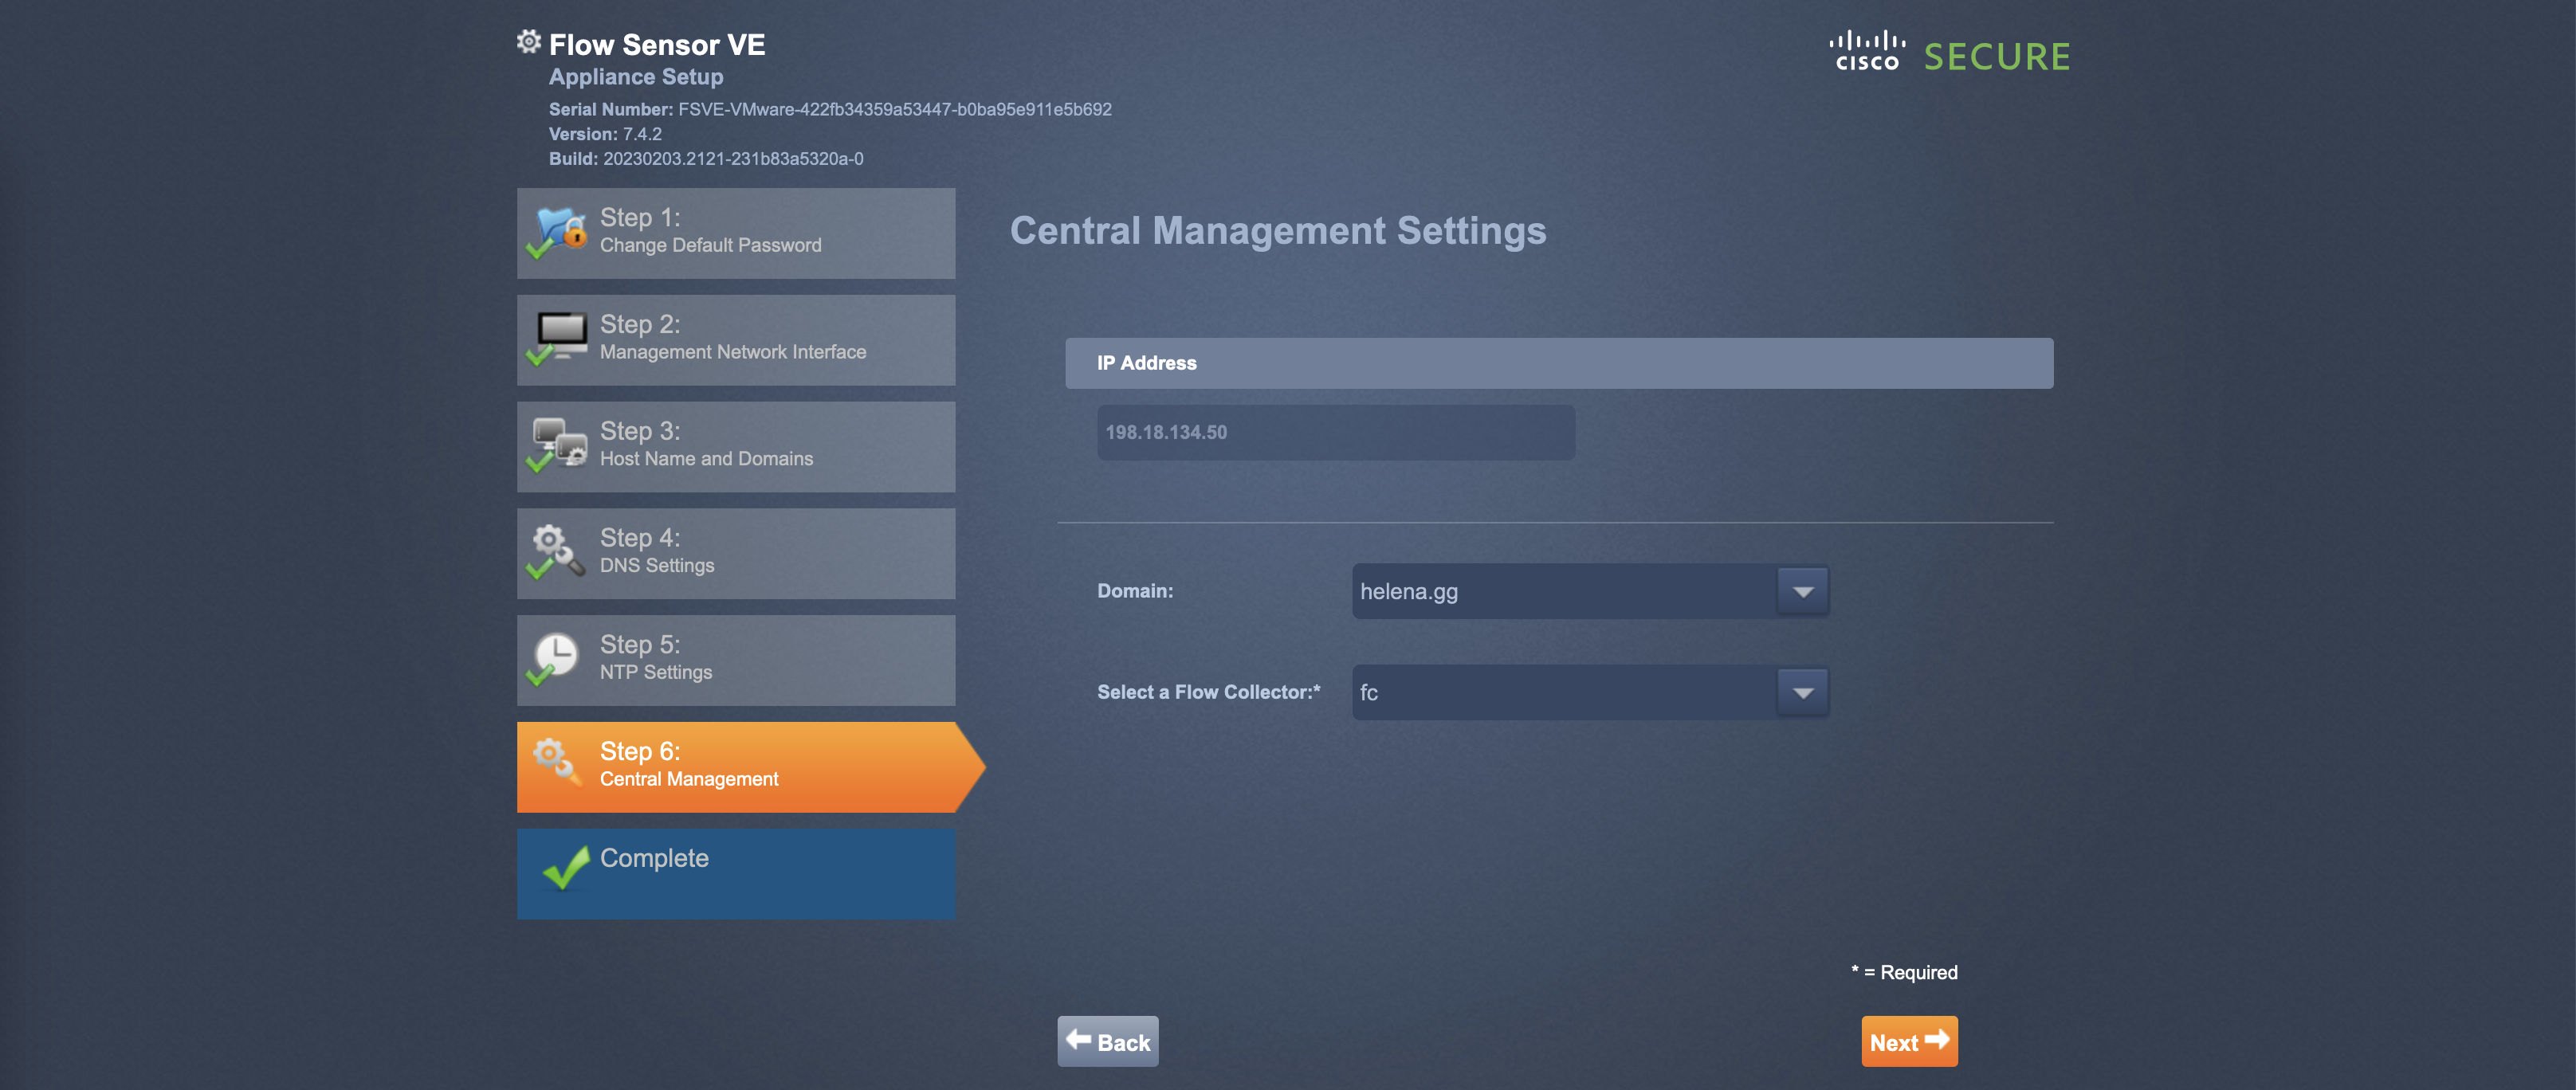 Flow Sensor VE
Appliance Setup
Serial Number: FSVE-VMware-422fb34359a53447-b0ba95e911e5b692
Version: 7.4.2
Build: 20230203.2121-231b83a5320a-0
CISCO SECURE
Step 1:
Change Default Password
Step 2:
Management Network Interface
Step 3:
Host Name and Domains
Step 4:
DNS Settings
Step 5:
NTP Settings
Step 6:
Central Management
Complete
Central Management Settings
IP Address
198.18.134.50
Domain: helena.gg
Select a Flow Collector:* fc
* = Required
Back
Next